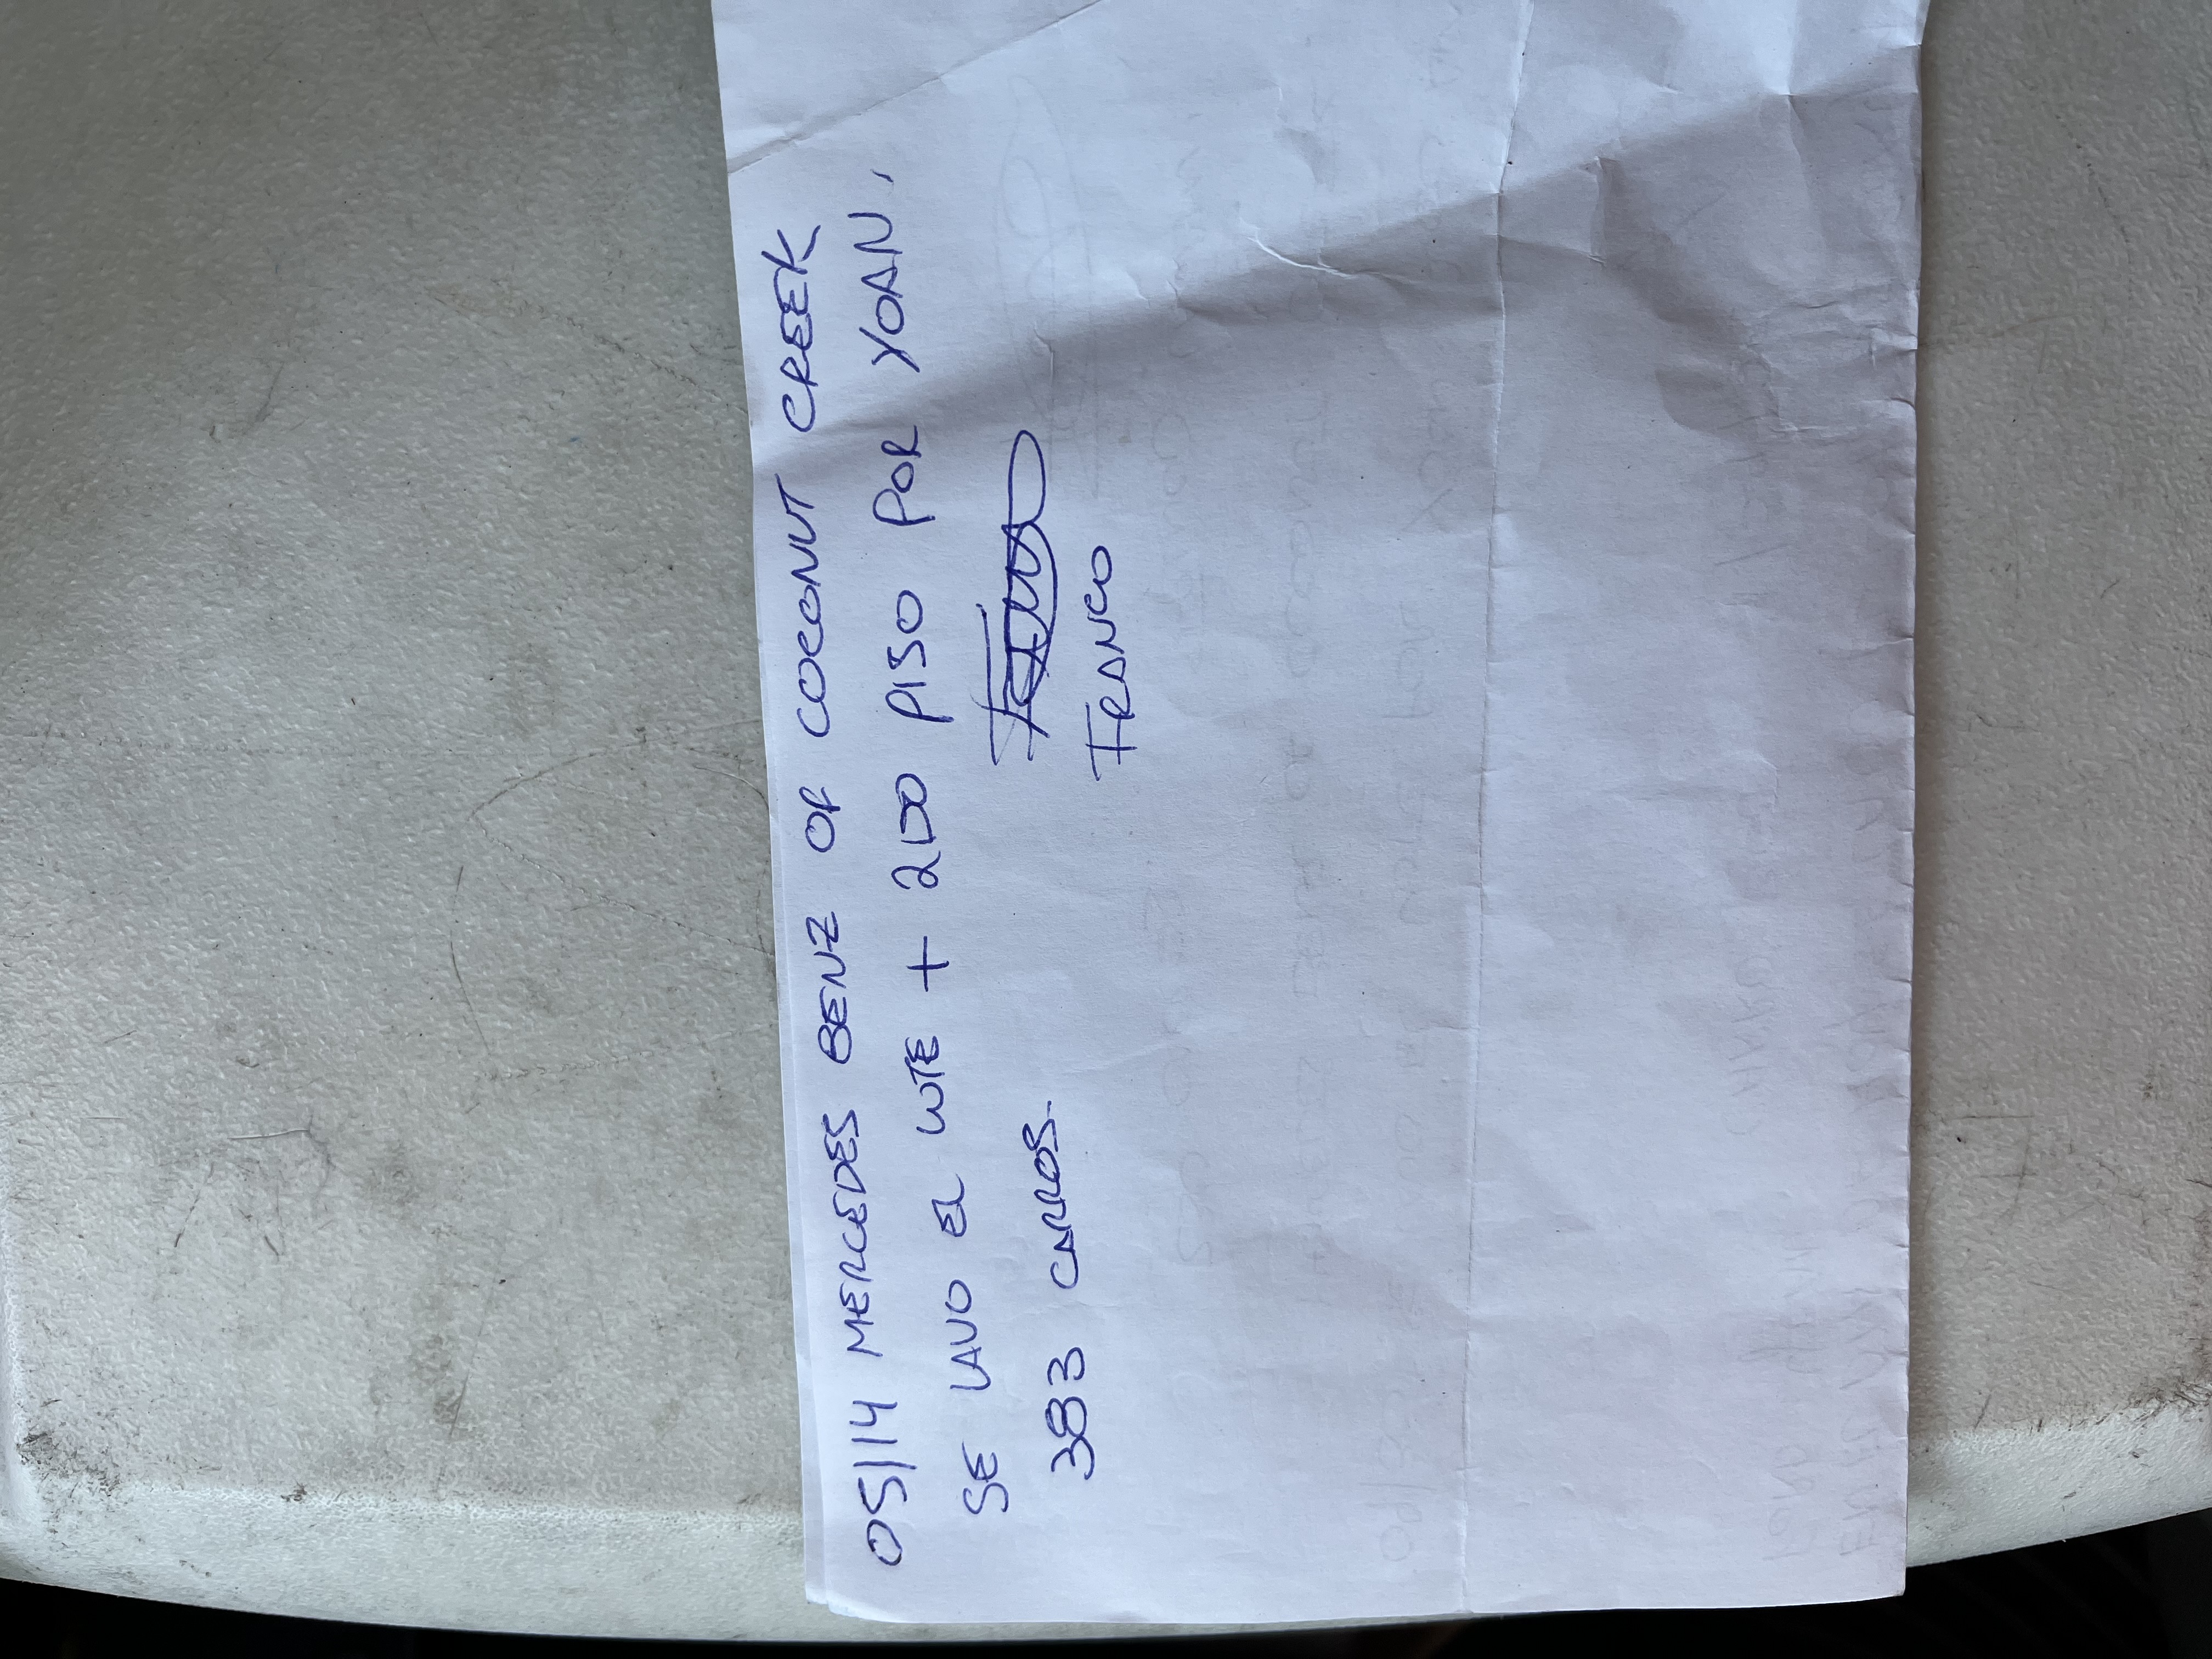 05/14 MERCEDES BENZ OF COCONUT CREEK
SE LAVO EL LOTE + 2DO PISO POR YOAN.
383 CARROS.
FRANCO